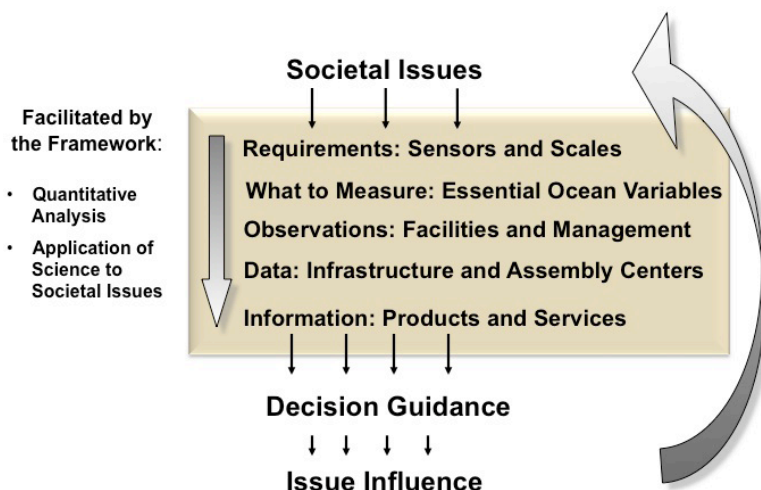 Societal Issues
Facilitated by
the Framework:
• Quantitative
Analysis
• Application of
Science to
Societal Issues
Requirements: Sensors and Scales
What to Measure: Essential Ocean Variables
Observations: Facilities and Management
Data: Infrastructure and Assembly Centers
Information: Products and Services
Decision Guidance
Issue Influence